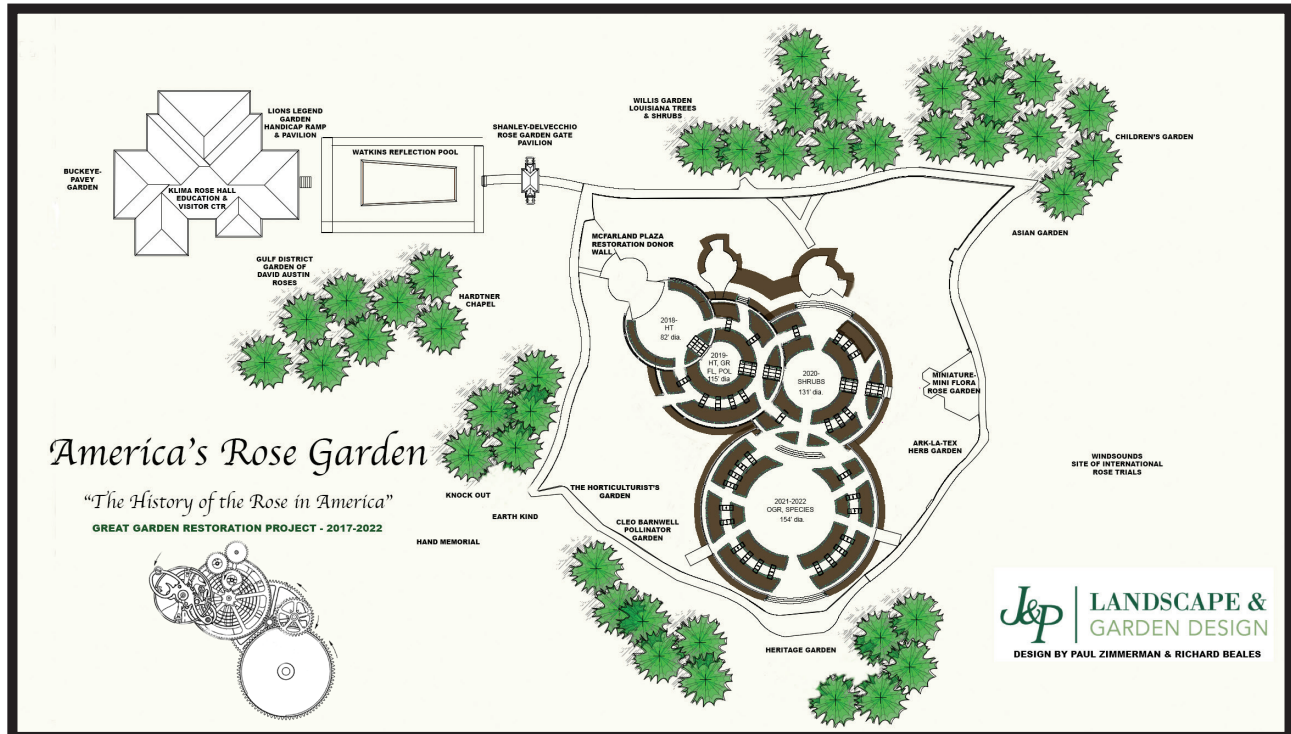 WILLIS GARDEN
LOUISIANA TREES
& SHRUBS
LIONS LEGEND
GARDEN
HANDICAP RAMP
& PAVILION
SHANLEY-DELVECCHIO
ROSE GARDEN GATE
PAVILION
CHILDREN'S GARDEN
WATKINS REFLECTION POOL
BUCKEYE-
PAVEY
GARDEN
KLIMA ROSE HALL
EDUCATION &
VISITOR CTR
ASIAN GARDEN
MCFARLAND PLAZA
RESTORATION DONOR
WALL
GULF DISTRICT
GARDEN OF
DAVID AUSTIN
ROSES
HARDTNER
CHAPEL
2018-
HT
82' dia.
2019-
HT, GR
FL, POL
115' dia
2020-
SHRUBS
131' dia.
MINIATURE-
MINI FLORA
ROSE GARDEN
America's Rose Garden
"The History of the Rose in America"
GREAT GARDEN RESTORATION PROJECT - 2017-2022
ARK-LA-TEX
HERB GARDEN
WINDSOUNDS
SITE OF INTERNATIONAL
ROSE TRIALS
KNOCK OUT
THE HORTICULTURIST'S
GARDEN
EARTH KIND
2021-2022
OGR, SPECIES
154' dia.
CLEO BARNWELL
POLLINATOR
GARDEN
HAND MEMORIAL
HERITAGE GARDEN
J&P
LANDSCAPE &
GARDEN DESIGN
DESIGN BY PAUL ZIMMERMAN & RICHARD BEALES